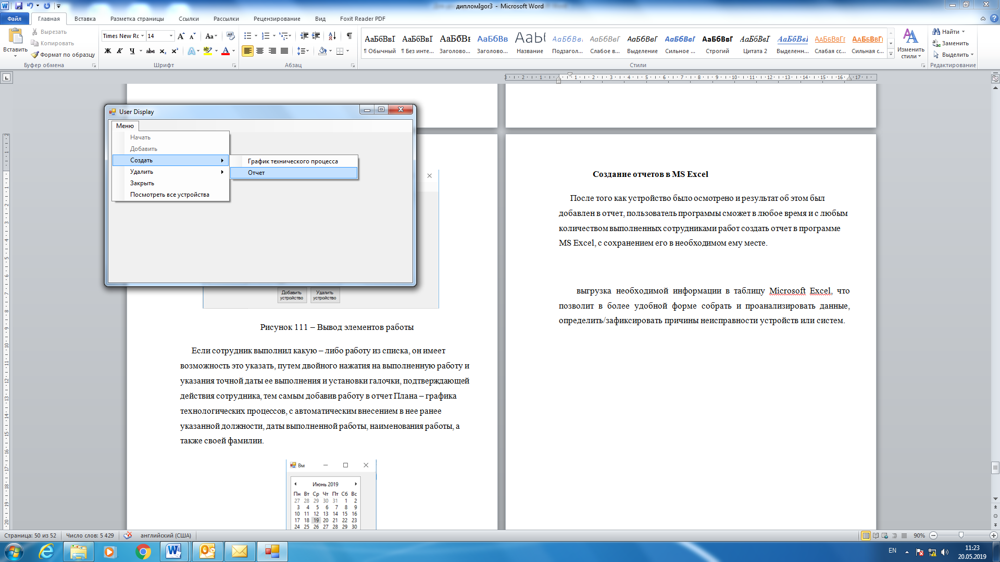 дипломIgor3 - Microsoft Word
Файл
Главная
Вставка
Разметка страницы
Ссылки
Рассылки
Рецензирование
Вид
Foxit Reader PDF
Вставить
Вырезать
Копировать
Формат по образцу
Буфер обмена
Times New Rc
14
Шрифт
Абзац
АаБбВвІ
АаБбВвІ
АаБбВв
АаБбВв
АаБ
АаБбВв
АаБбВвГ
АаБбВвГ
АаБбВвГ
АаБбВвГ
АаБбВвІ
АаБбВвІ
ААБбВвГг
ААБбВвГг
¶ Обычный
¶ Без инте...
Заголово...
Заголово...
Название
Подзагол...
Слабое в...
Выделение
Сильное ...
Строгий
Цитата 2
Выделенн...
Слабая сс...
Сильная с...
Стили
Изменить
стили
Найти
Заменить
Выделить
Редактирование
User Display
Меню
Начать
Добавить
Создать
Удалить
Закрыть
Посмотреть все устройства
График технического процесса
Отчет
Добавить
устройство
Удалить
устройство
Рисунок 111 – Вывод элементов работы
Если сотрудник выполнил какую – либо работу из списка, он имеет
возможность это указать, путем двойного нажатия на выполненную работу и
указания точной даты ее выполнения и установки галочки, подтверждающей
действия сотрудника, тем самым добавив работу в отчет Плана – графика
технологических процессов, с автоматическим внесением в нее ранее
указанной должности, даты выполненной работы, наименования работы, а
также своей фамилии.
Вм
Июнь 2019
Пн Вт Ср Чт Пт Сб Вс
27 28 29 30 31 1 2
3 4 5 6 7 8 9
10 11 12 13 14 15 16
17 18 19 20 21 22 23
24 25 26 27 28 29 30
Создание отчетов в MS Excel
После того как устройство было осмотрено и результат об этом был
добавлен в отчет, пользователь программы сможет в любое время и с любым
количеством выполненных сотрудниками работ создать отчет в программе
MS Excel, с сохранением его в необходимом ему месте.
выгрузка необходимой информации в таблицу Microsoft Excel, что
позволит в более удобной форме собрать и проанализировать данные,
определить/зафиксировать причины неисправности устройств или систем.
Страница: 50 из 52
Число слов: 5 429
английский (США)
90%
EN
11:23
20.05.2019